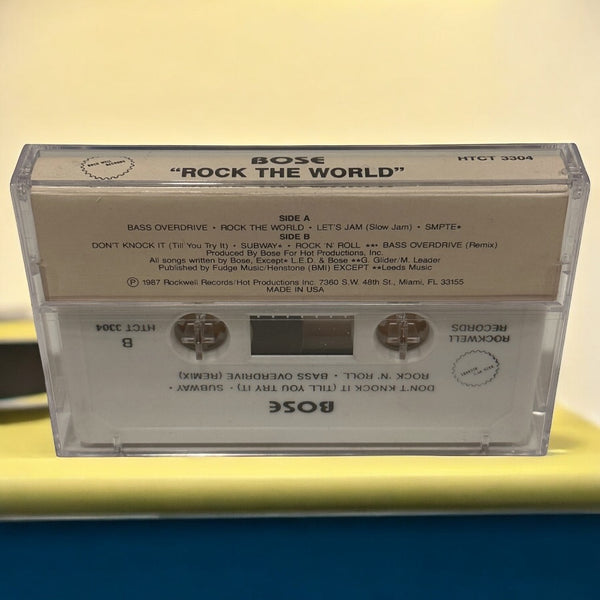 ROCK WELL RECORDS
BOSE
HTCT 3304
"ROCK THE WORLD"
SIDE A
BASS OVERDRIVE • ROCK THE WORLD • LET'S JAM (Slow Jam) • SMPTE*
SIDE B
DON'T KNOCK IT (Till You Try It) • SUBWAY* • ROCK 'N' ROLL **• BASS OVERDRIVE (Remix)
Produced By Bose For Hot Productions, Inc.
All songs written by Bose, Except* L.E.D. & Bose **G. Glider/M. Leader
Published by Fudge Music/Henstone (BMI) EXCEPT **Leeds Music
Ⓟ 1987 Rockwell Records/Hot Productions Inc. 7360 S.W. 48th St., Miami, FL 33155
MADE IN USA
BOSE
DON'T KNOCK IT (TILL YOU TRY IT) • SUBWAY •
ROCK 'N' ROLL • BASS OVERDRIVE (REMIX)
ROCKWELL
RECORDS
B
HTCT 3304